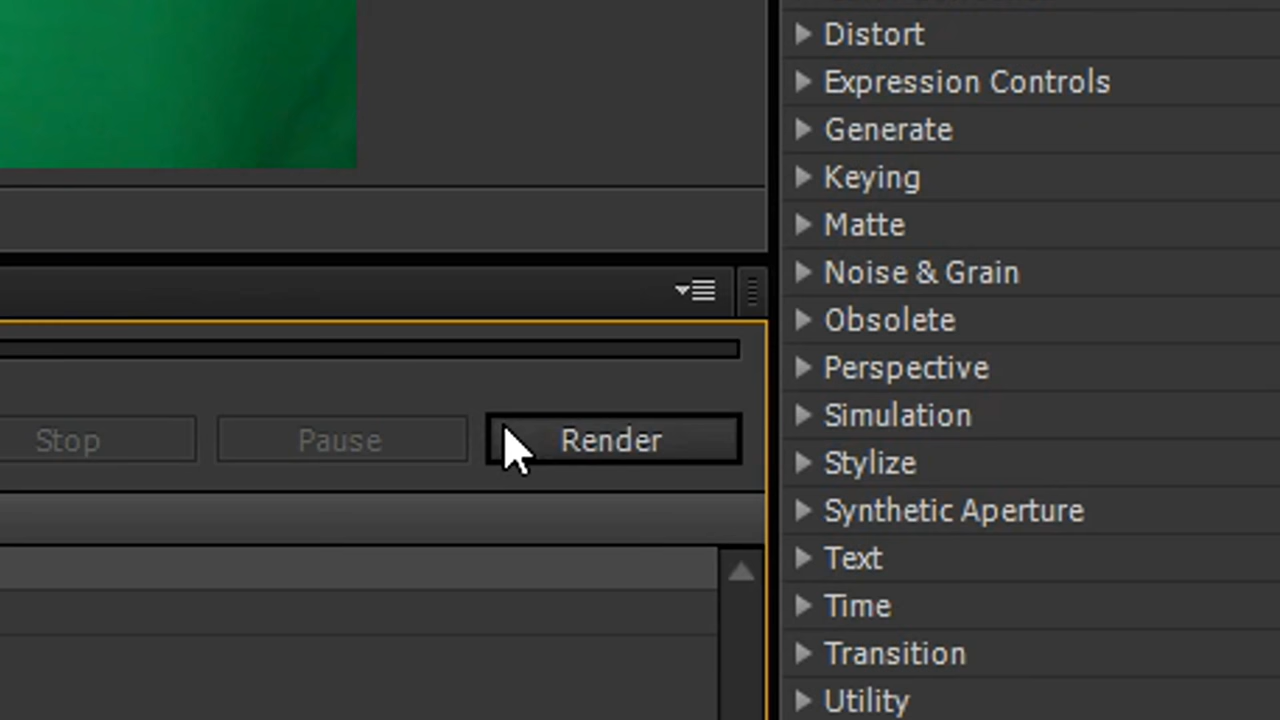 Distort
Expression Controls
Generate
Keying
Matte
Noise & Grain
Obsolete
Perspective
Simulation
Stylize
Synthetic Aperture
Text
Time
Transition
Utility
Stop
Pause
Render